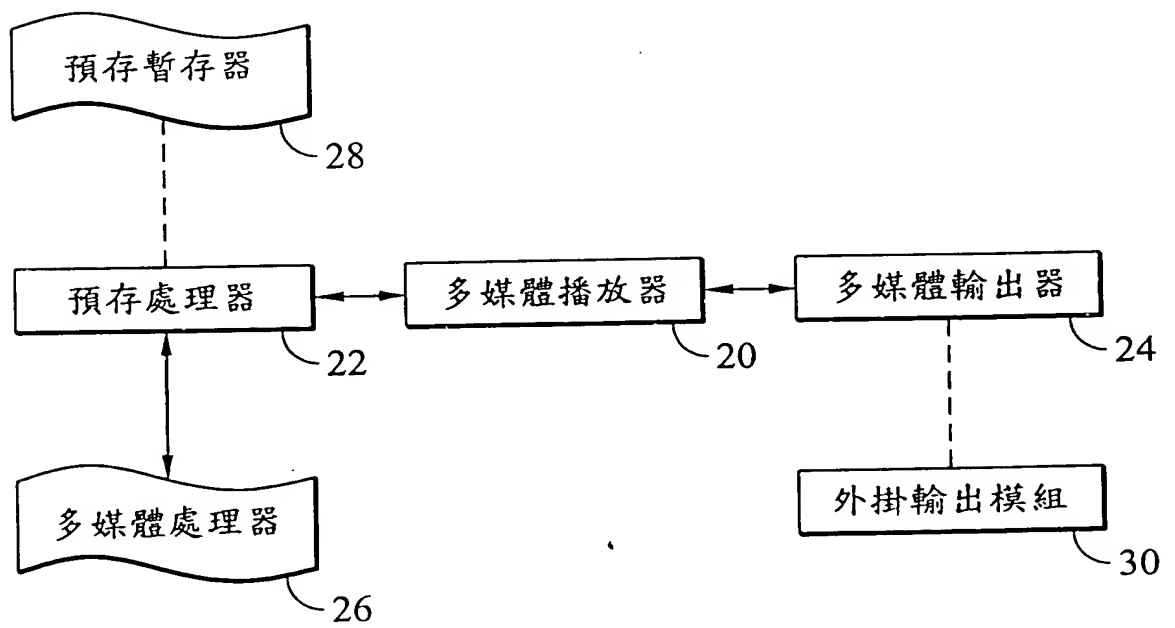 預存暫存器
28
預存處理器
22
多媒體播放器
20
多媒體輸出器
24
多媒體處理器
26
外掛輸出模組
30